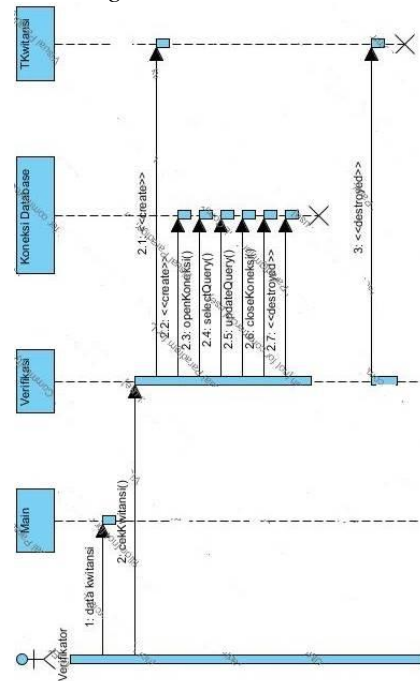 Verifikator
Main
Verifikasi
Koneksi Database
TKwitansi
1: data kwitansi
2: cekKwitansi()
2.1: <<create>>
2.2: <<create>>
2.3: openKoneksi()
2.4: selectQuery()
2.5: updateQuery()
2.6: closeKoneksi()
2.7: <<destroyed>>
3: <<destroyed>>